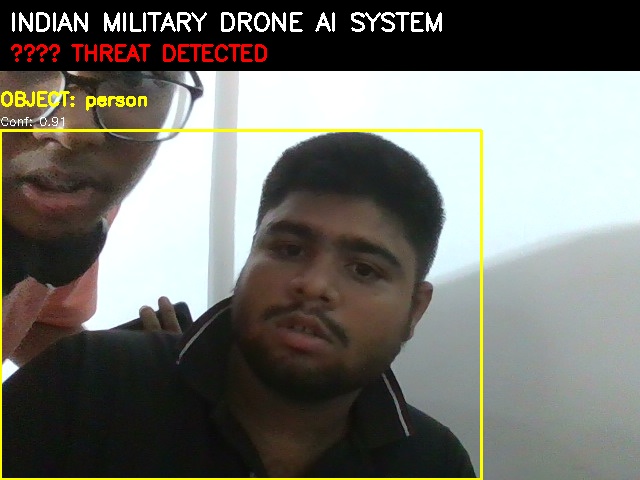 INDIAN MILITARY DRONE AI SYSTEM
???? THREAT DETECTED
OBJECT: person
Conf: 0.91